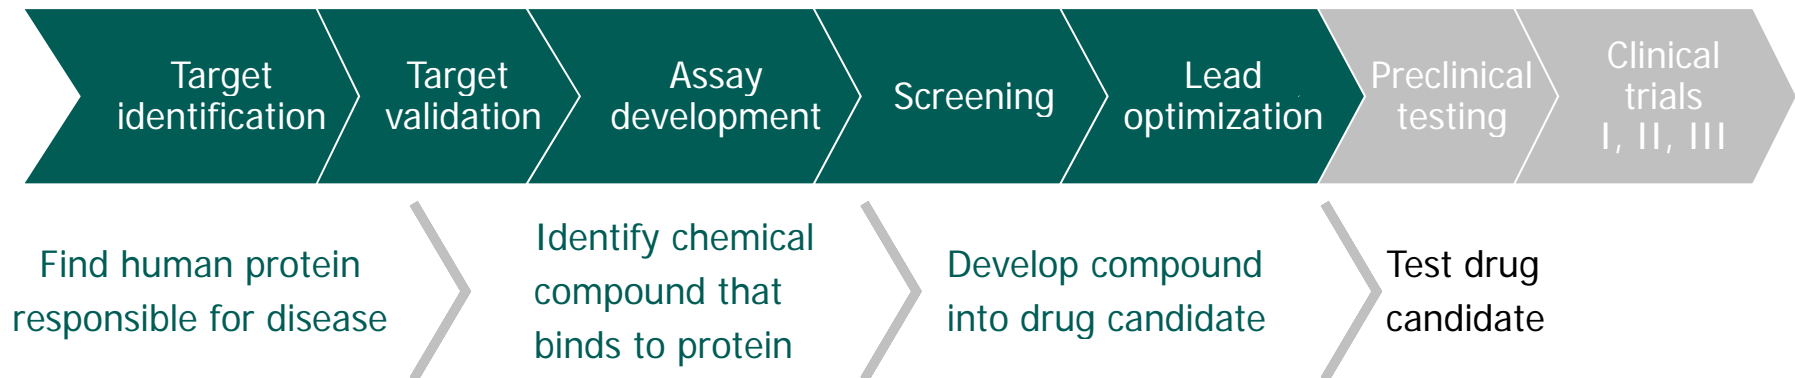 Target
identification
Target
validation
Assay
development
Screening
Lead
optimization
Preclinical
testing
Clinical
trials
I, II, III
Find human protein
responsible for disease
Identify chemical
compound that
binds to protein
Develop compound
into drug candidate
Test drug
candidate